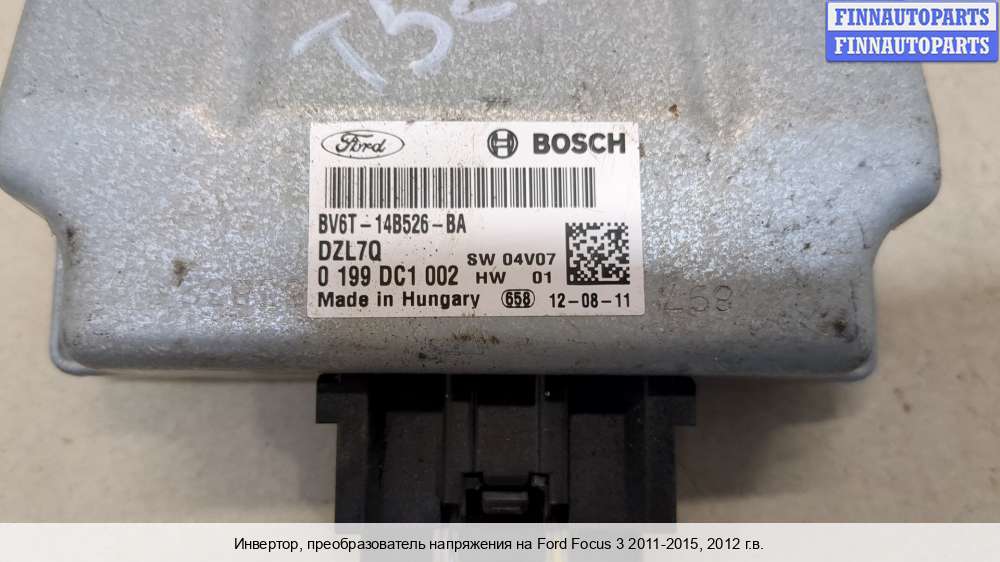 FINNAUTOPARTS
FINNAUTOPARTS
Ford
BOSCH
BV6T-14B526-BA
DZL7Q
SW 04V07
0 199 DC1 002
HW 01
Made in Hungary
658
12-08-11
Инвертор, преобразователь напряжения на Ford Focus 3 2011-2015, 2012 г.в.